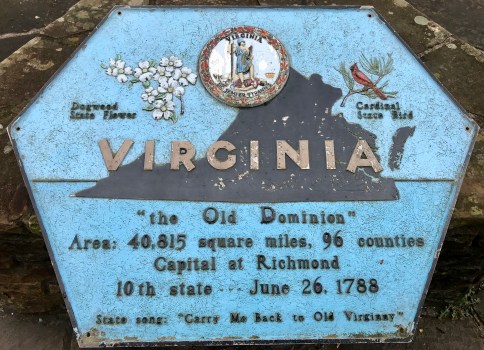 VIRGINIA
Dogwood
State Flower
Cardinal
State Bird
VIRGINIA
"the Old Dominion"
Area: 40,815 square miles, 96 counties
Capital at Richmond
10th state --- June 26, 1788
State song: "Carry Me Back to Old Virginny"